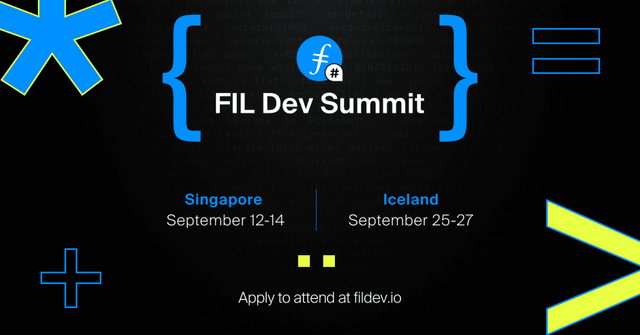 #
FIL Dev Summit
Singapore
September 12-14
Iceland
September 25-27
Apply to attend at fildev.io